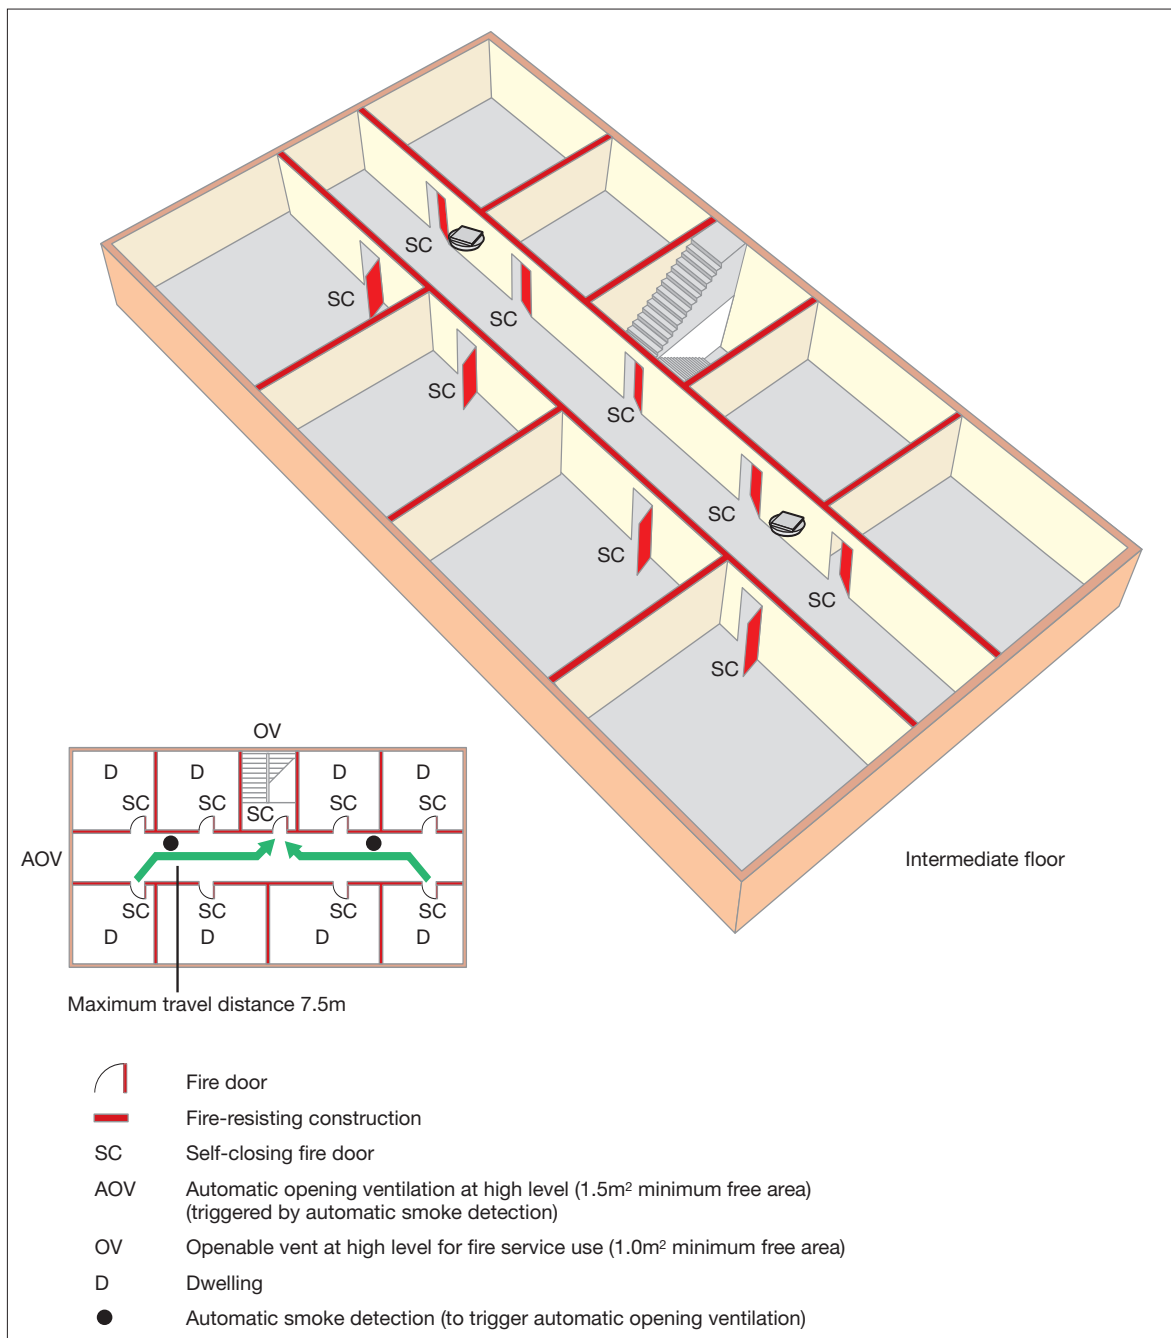 SC
SC
SC
SC
SC
SC
SC
SC
SC
OV
D
D
D
D
SC
SC
SC
SC
SC
AOV
Intermediate floor
SC
SC
SC
SC
D
D
D
D
Maximum travel distance 7.5m
Fire door
Fire-resisting construction
SC Self-closing fire door
AOV Automatic opening ventilation at high level (1.5m² minimum free area)
(triggered by automatic smoke detection)
OV Openable vent at high level for fire service use (1.0m² minimum free area)
D Dwelling
Automatic smoke detection (to trigger automatic opening ventilation)